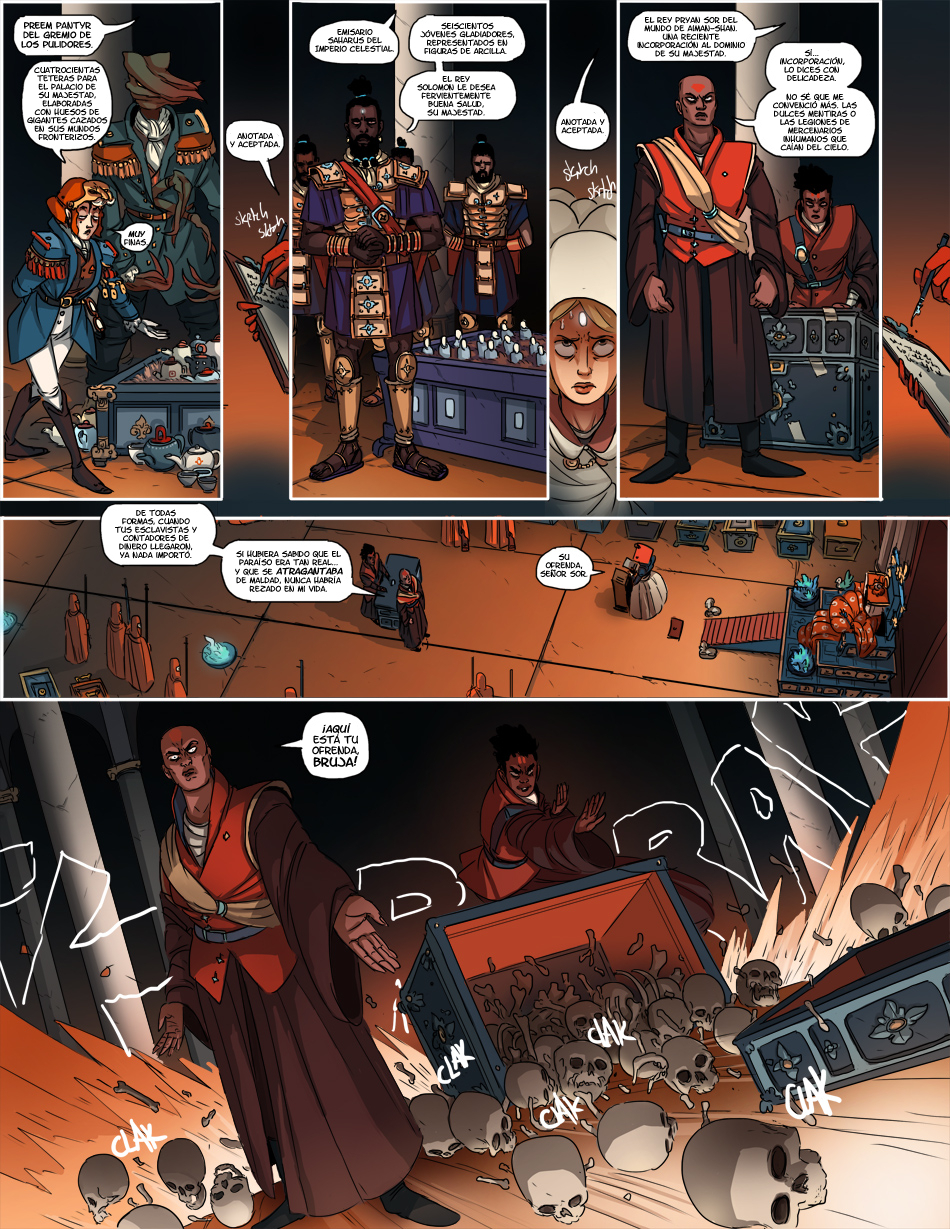 PREEM PANTYR
DEL GREMIO DE
LOS PULIDORES.
CUATROCIENTAS
TETERAS PARA
EL PALACIO DE
SU MAJESTAD,
ELABORADAS
CON HUESOS DE
GIGANTES CAZADOS
EN SUS MUNDOS
FRONTERIZOS.
MUY
FINAS.
ANOTADA
Y ACEPTADA.
sketch
sktch
EMISARIO
SAHARUS DEL
IMPERIO CELESTIAL.
SEISCIENTOS
JÓVENES GLADIADORES,
REPRESENTADOS EN
FIGURAS DE ARCILLA.
EL REY
SOLOMON LE DESEA
FERVIENTEMENTE
BUENA SALUD,
SU MAJESTAD.
ANOTADA Y
ACEPTADA.
sketch
sketch
EL REY PRYAN SOR DEL
MUNDO DE AIMAN-SHAN.
UNA RECIENTE
INCORPORACIÓN AL DOMINIO
DE SU MAJESTAD.
SÍ...
INCORPORACIÓN,
LO DICES CON
DELICADEZA.
NO SÉ QUE ME
CONVENCIÓ MÁS. LAS
DULCES MENTIRAS O
LAS LEGIONES DE
MERCENARIOS
INHUMANOS QUE
CAÍAN DEL CIELO.
DE TODAS
FORMAS, CUANDO
TUS ESCLAVISTAS Y
CONTADORES DE
DINERO LLEGARON,
YA NADA IMPORTÓ.
SI HUBIERA SABIDO QUE EL
PARAÍSO ERA TAN REAL...
Y QUE SE ATRAGANTABA
DE MALDAD, NUNCA HABRÍA
REZADO EN MI VIDA.
SU
OFRENDA,
SEÑOR SOR.
¡AQUÍ
ESTÁ TU
OFRENDA,
BRUJA!
CLAK
CLAK
CLAK
CLAK
CLAK